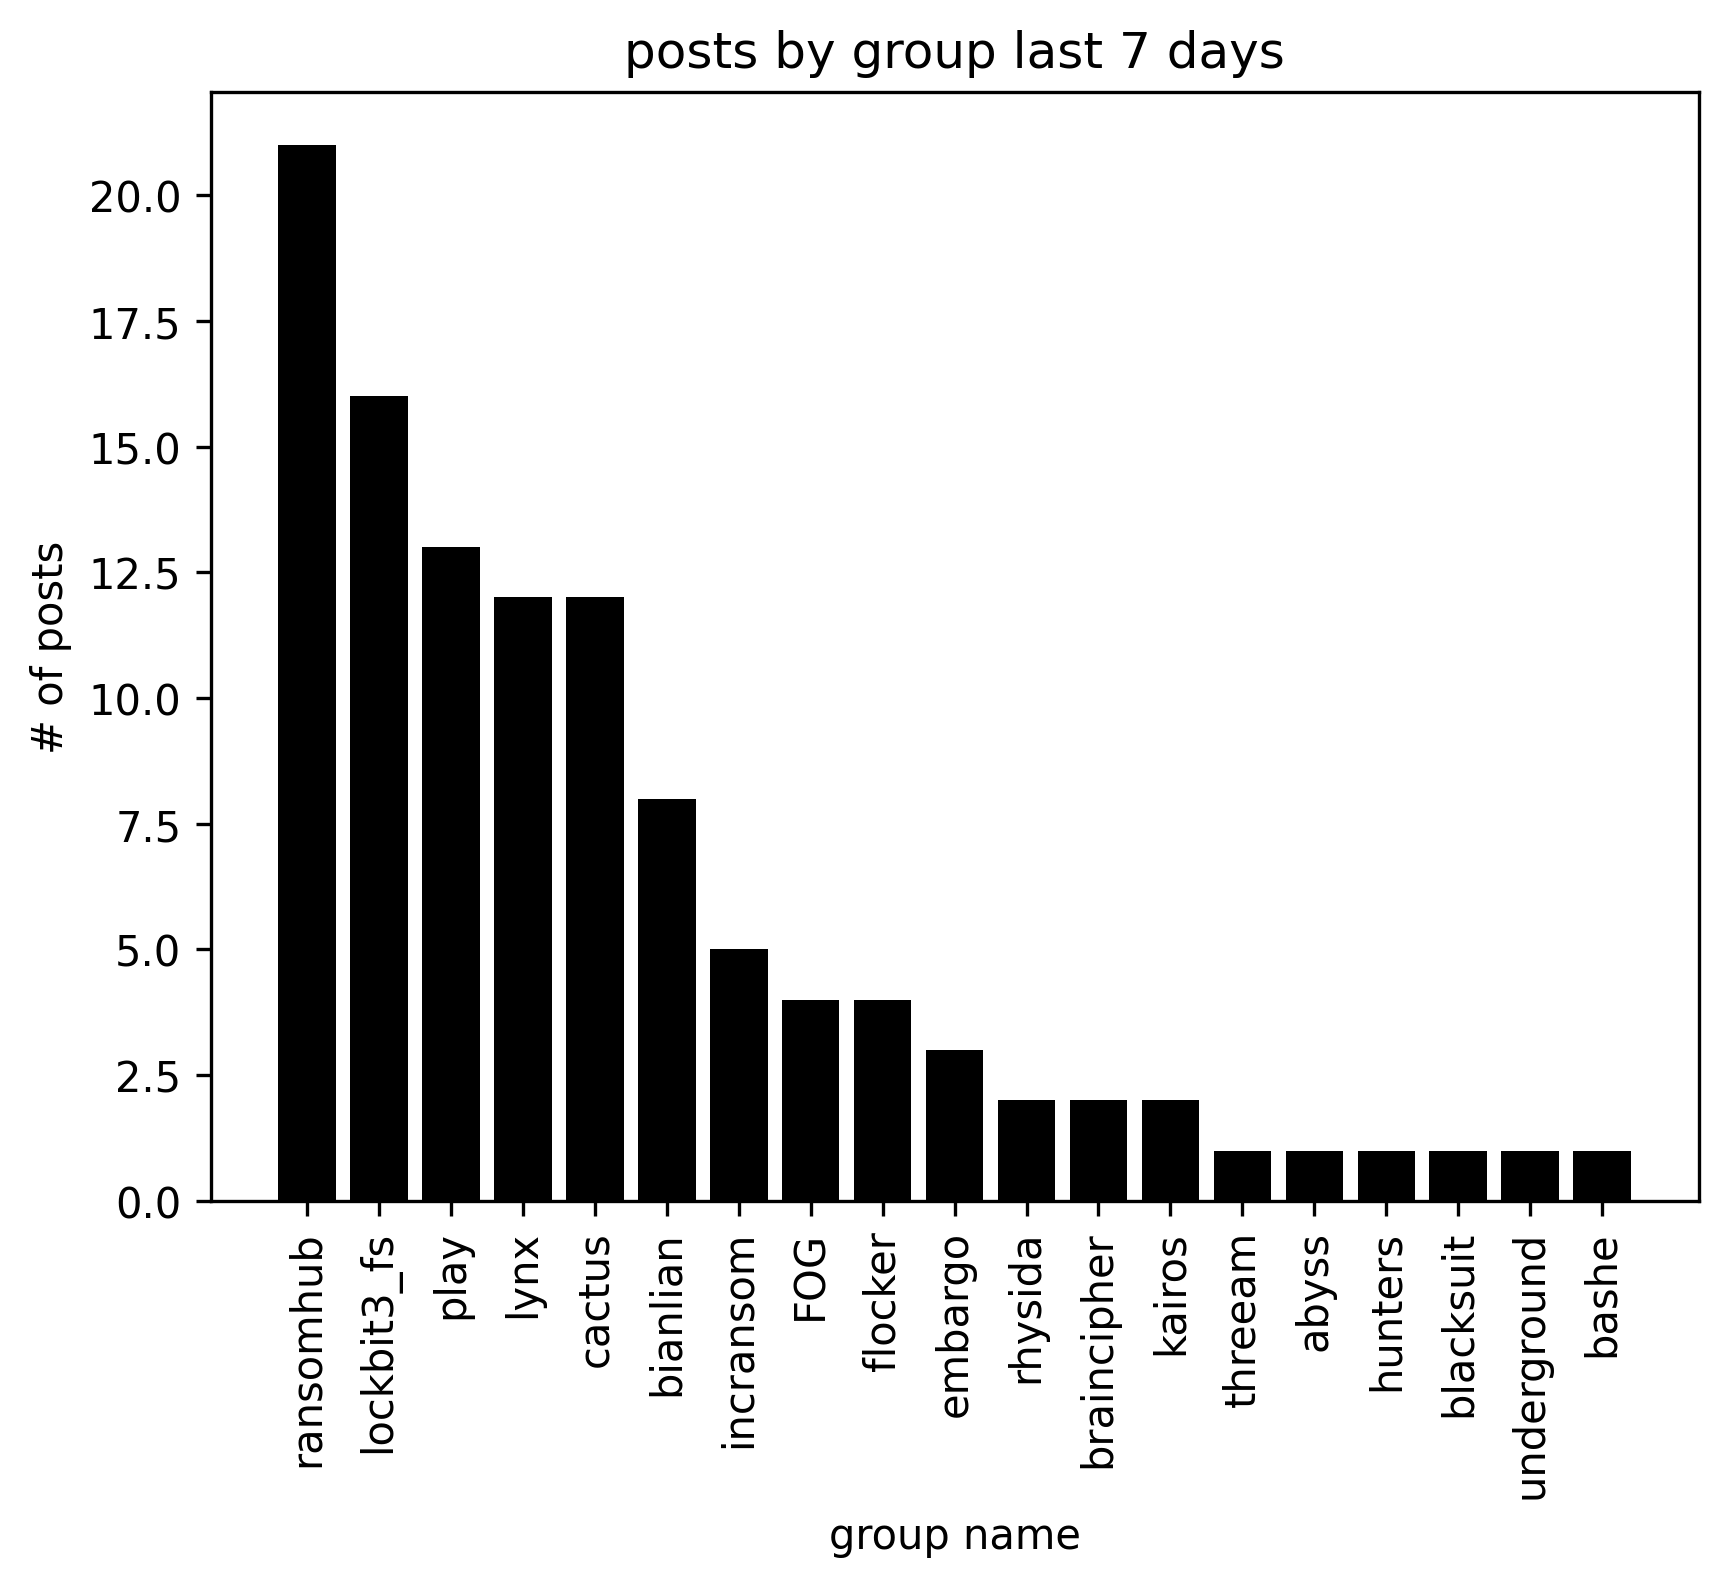 posts by group last 7 days
# of posts
20.0
17.5
15.0
12.5
10.0
7.5
5.0
2.5
0.0
ransomhub
lockbit3_fs
play
lynx
cactus
bianlian
incransom
FOG
flocker
embargo
rhysida
braincipher
kairos
threeam
abyss
hunters
blacksuit
underground
bashe
group name